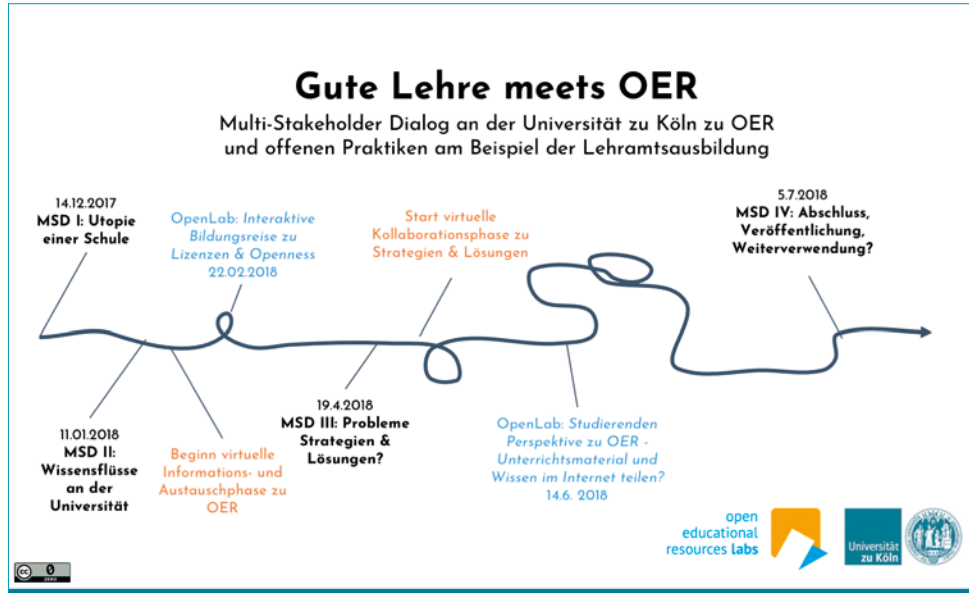 Gute Lehre meets OER
Multi-Stakeholder Dialog an der Universität zu Köln zu OER
und offenen Praktiken am Beispiel der Lehramtsausbildung
14.12.2017
MSD I: Utopie
einer Schule
OpenLab: Interaktive
Bildungsreise zu
Lizenzen & Openness
22.02.2018
Start virtuelle
Kollaborationsphase zu
Strategien & Lösungen
5.7.2018
MSD IV: Abschluss,
Veröffentlichung,
Weiterverwendung?
11.01.2018
MSD II:
Wissensflüsse
an der
Universität
Beginn virtuelle
Informations- und
Austauschphase zu
OER
19.4.2018
MSD III: Probleme
Strategien &
Lösungen?
OpenLab: Studierenden
Perspektive zu OER -
Unterrichtsmaterial und
Wissen im Internet teilen?
14.6. 2018
open
educational
resources labs
Universität
zu Köln
cc 0